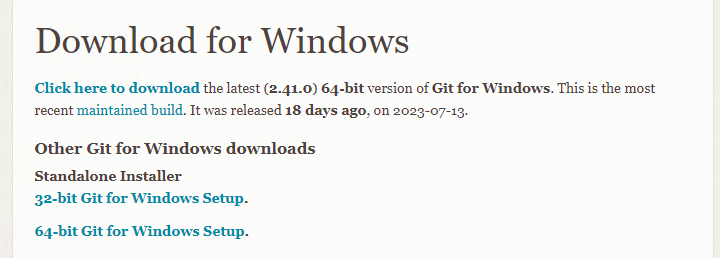 Download for Windows
Click here to download the latest (2.41.0) 64-bit version of Git for Windows. This is the most
recent maintained build. It was released 18 days ago, on 2023-07-13.
Other Git for Windows downloads
Standalone Installer
32-bit Git for Windows Setup.
64-bit Git for Windows Setup.